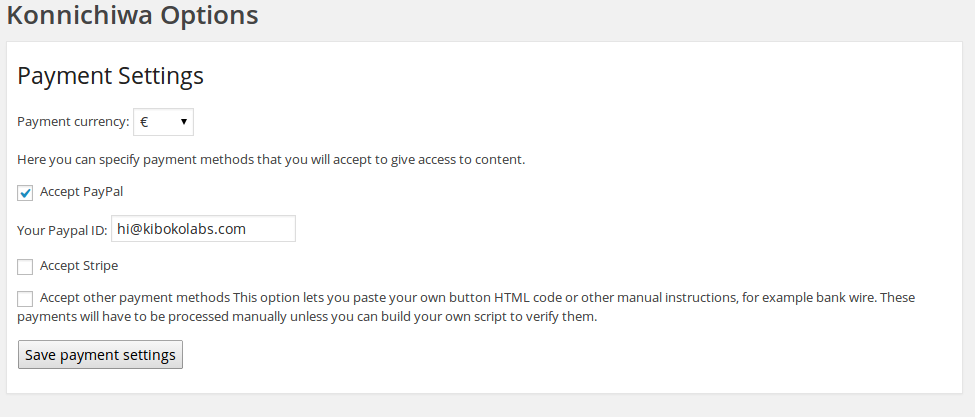 Konnichiwa Options
Payment Settings
Payment currency: €
Here you can specify payment methods that you will accept to give access to content.
Accept PayPal
Your Paypal ID: hi@kibokolabs.com
Accept Stripe
Accept other payment methods This option lets you paste your own button HTML code or other manual instructions, for example bank wire. These
payments will have to be processed manually unless you can build your own script to verify them.
Save payment settings